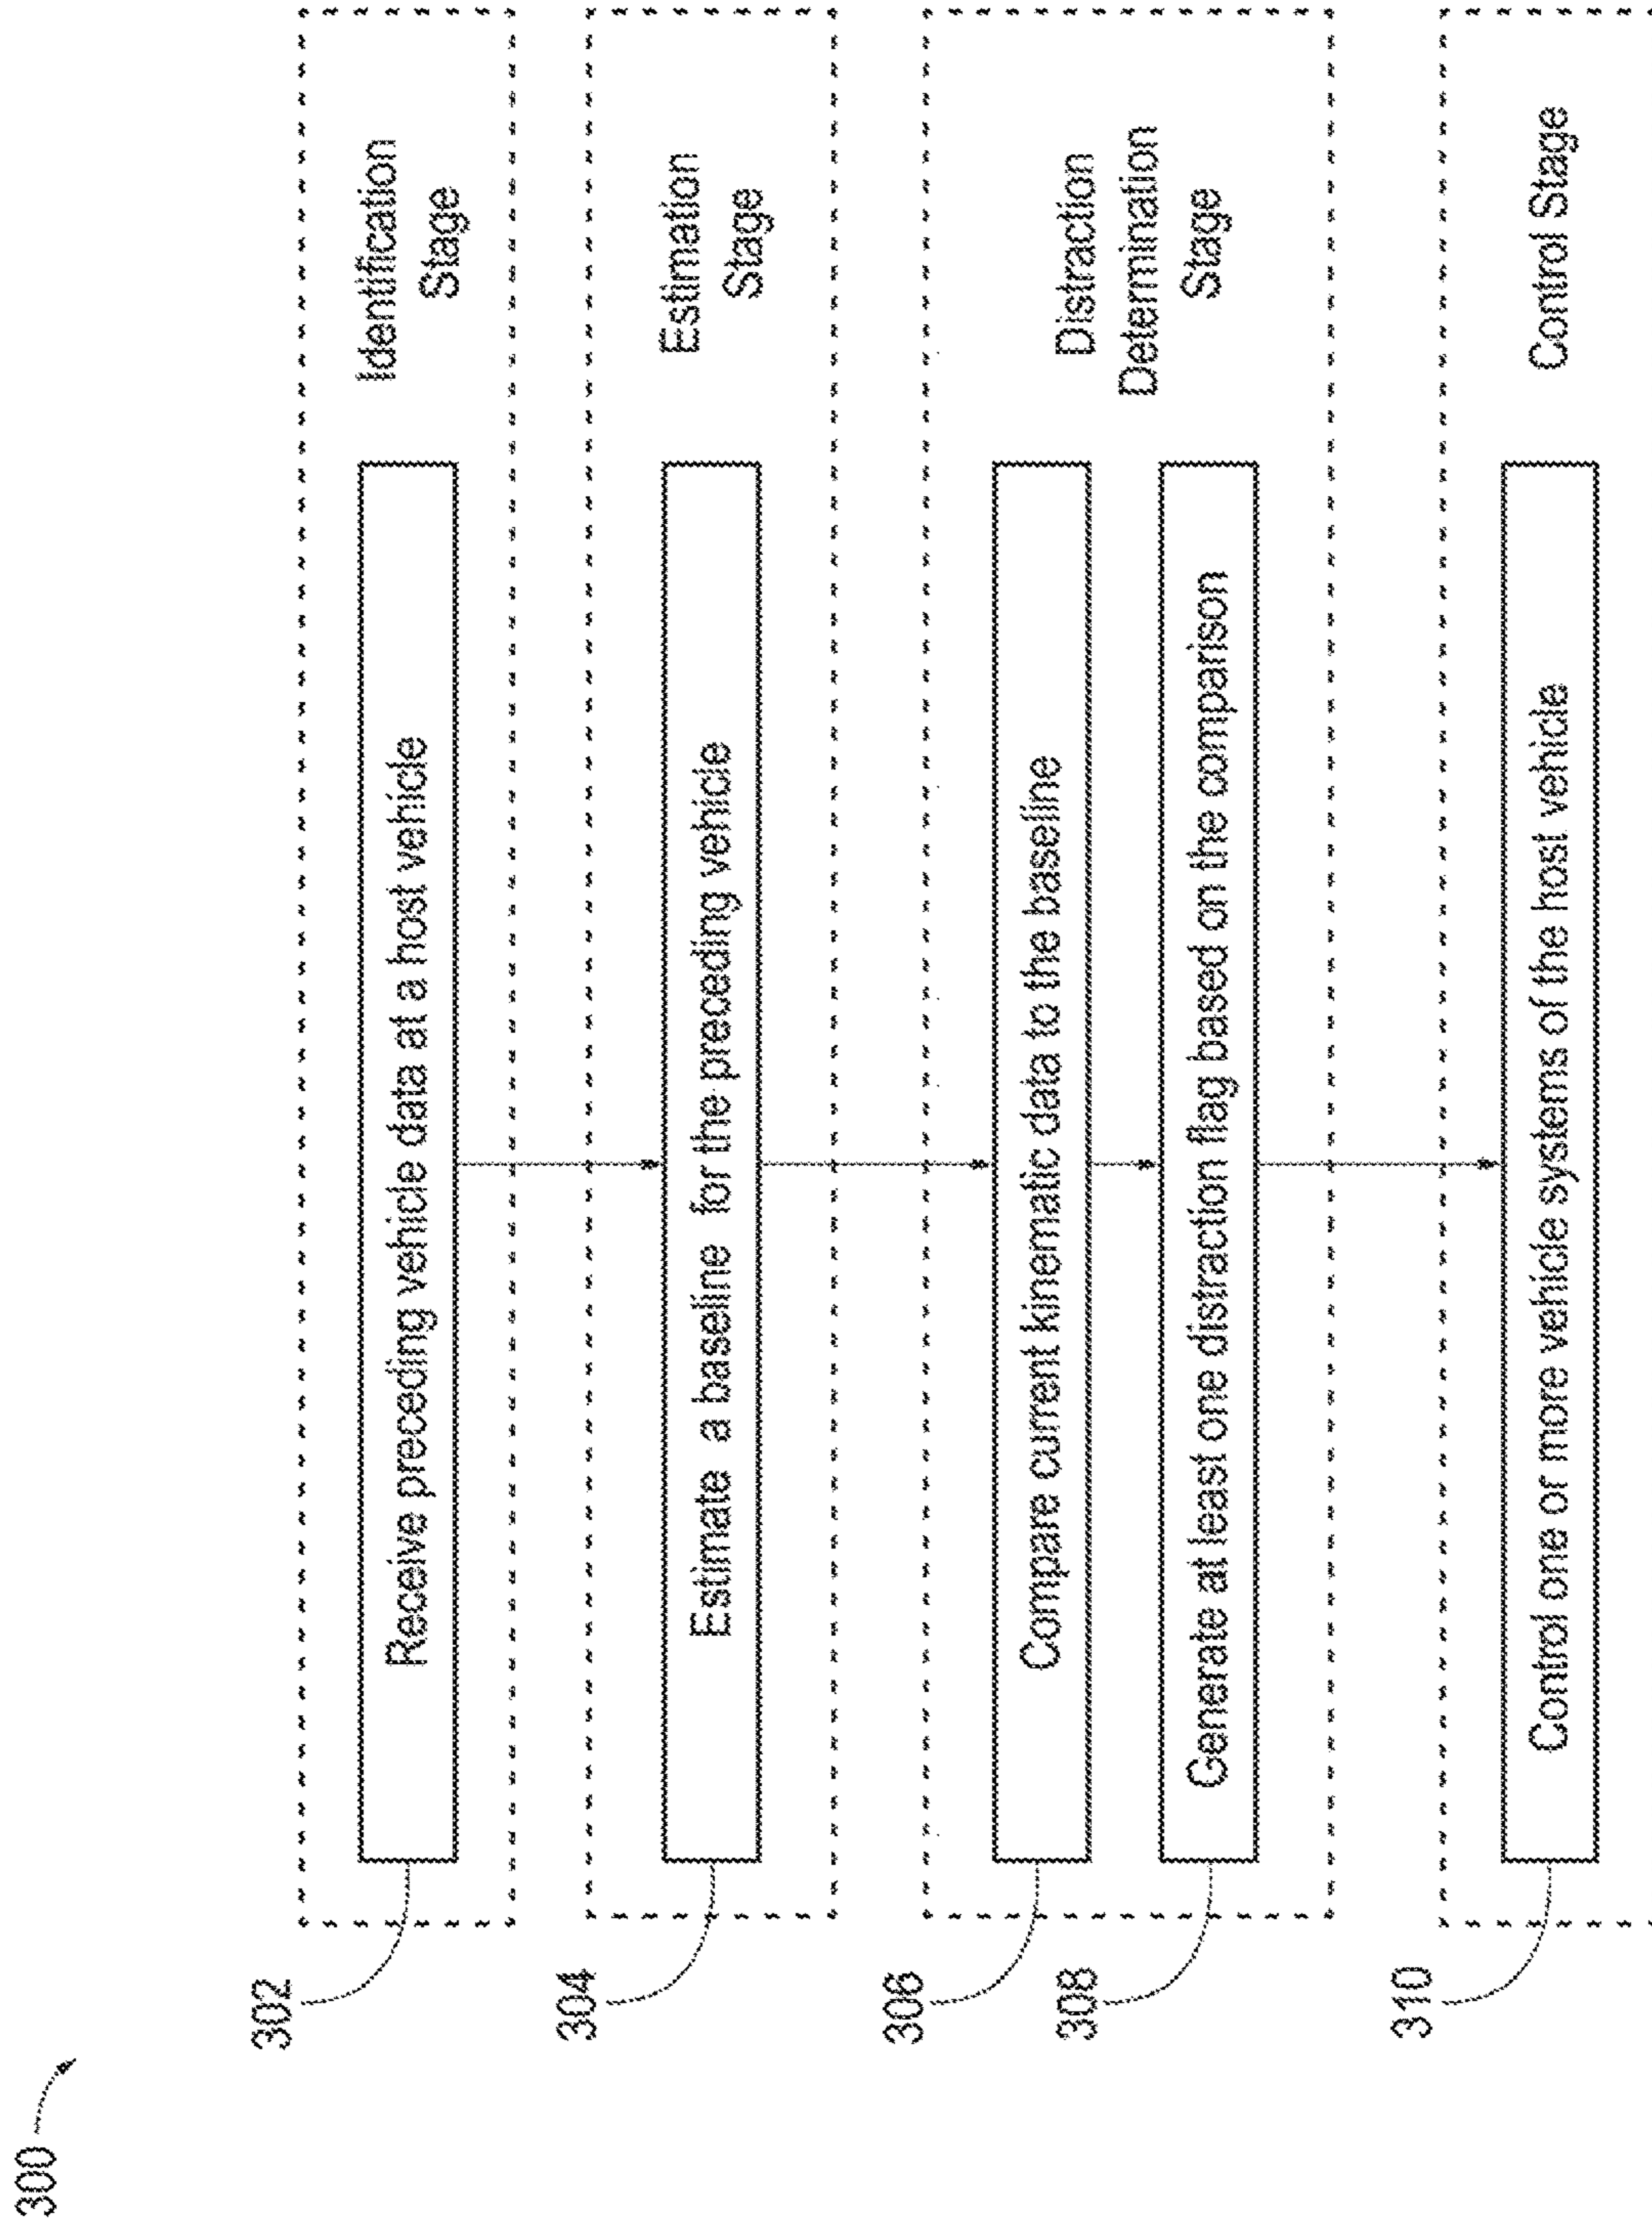 300
302
Receive preceding vehicle data at a host vehicle
Identification
Stage
304
Estimate a baseline for the preceding vehicle
Estimation
Stage
306
Compare current kinematic data to the baseline
308
Generate at least one distraction flag based on the comparison
Distraction
Determination
Stage
310
Control one or more vehicle systems of the host vehicle
Control Stage